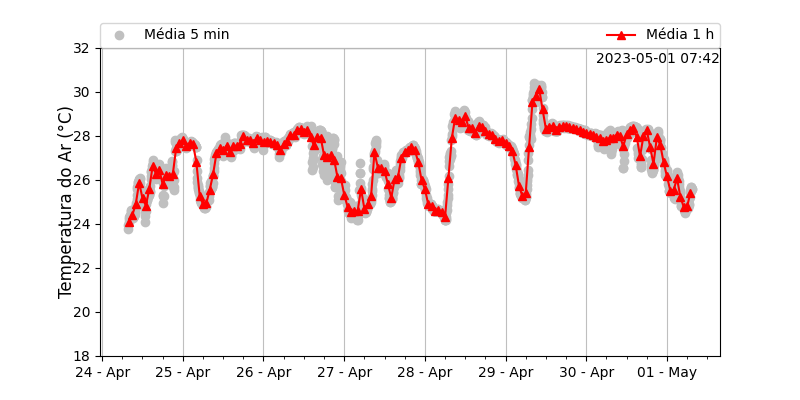 Média 5 min
Média 1 h
2023-05-01 07:42
Temperatura do Ar (°C)
32
30
28
26
24
22
20
18
24 - Apr
25 - Apr
26 - Apr
27 - Apr
28 - Apr
29 - Apr
30 - Apr
01 - May